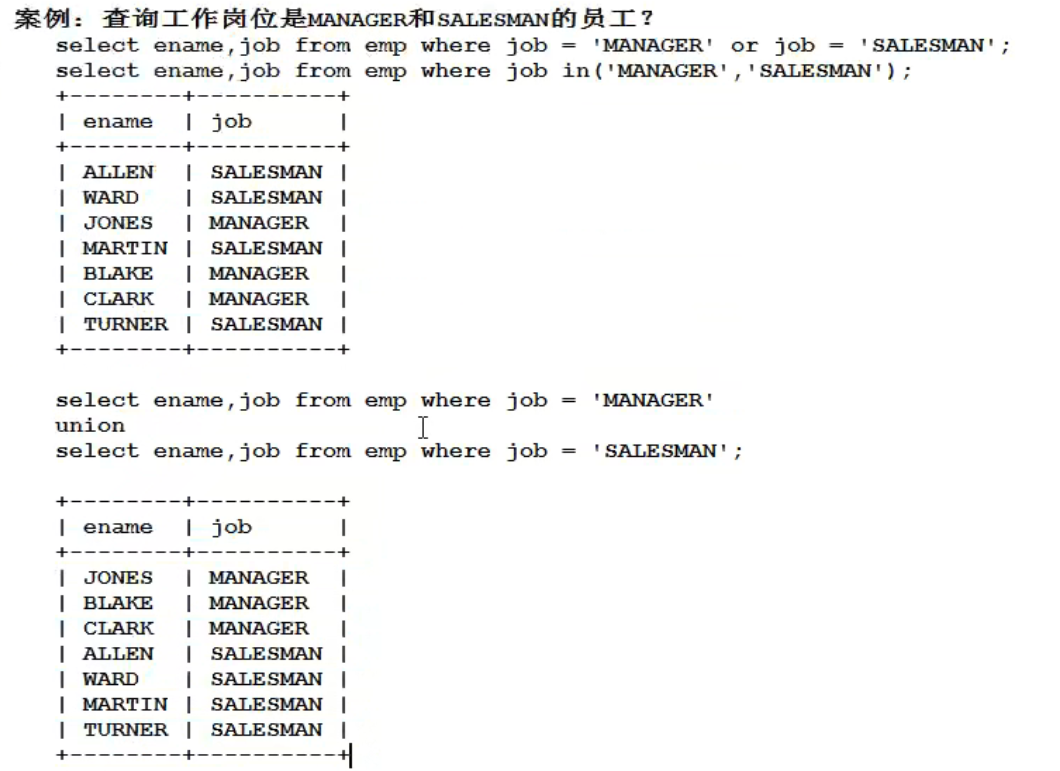 案例：查询工作岗位是MANAGER和SALESMAN的员工？
select ename,job from emp where job = 'MANAGER' or job = 'SALESMAN';
select ename,job from emp where job in('MANAGER','SALESMAN');
+--------+----------+
| ename  | job      |
+--------+----------+
| ALLEN  | SALESMAN |
| WARD   | SALESMAN |
| JONES  | MANAGER  |
| MARTIN | SALESMAN |
| BLAKE  | MANAGER  |
| CLARK  | MANAGER  |
| TURNER | SALESMAN |
+--------+----------+
select ename,job from emp where job = 'MANAGER'
union
select ename,job from emp where job = 'SALESMAN';
+--------+----------+
| ename  | job      |
+--------+----------+
| JONES  | MANAGER  |
| BLAKE  | MANAGER  |
| CLARK  | MANAGER  |
| ALLEN  | SALESMAN |
| WARD   | SALESMAN |
| MARTIN | SALESMAN |
| TURNER | SALESMAN |
+--------+----------+